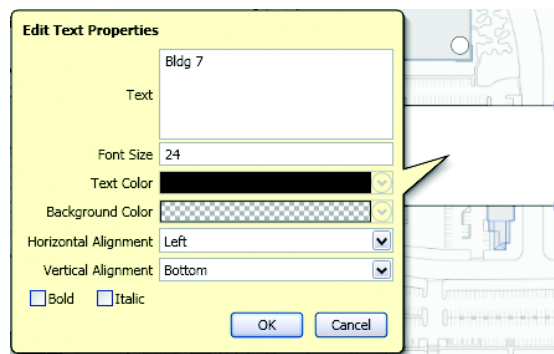 Edit Text Properties
Text Bldg 7
Font Size 24
Text Color
Background Color
Horizontal Alignment Left
Vertical Alignment Bottom
Bold Italic
OK Cancel